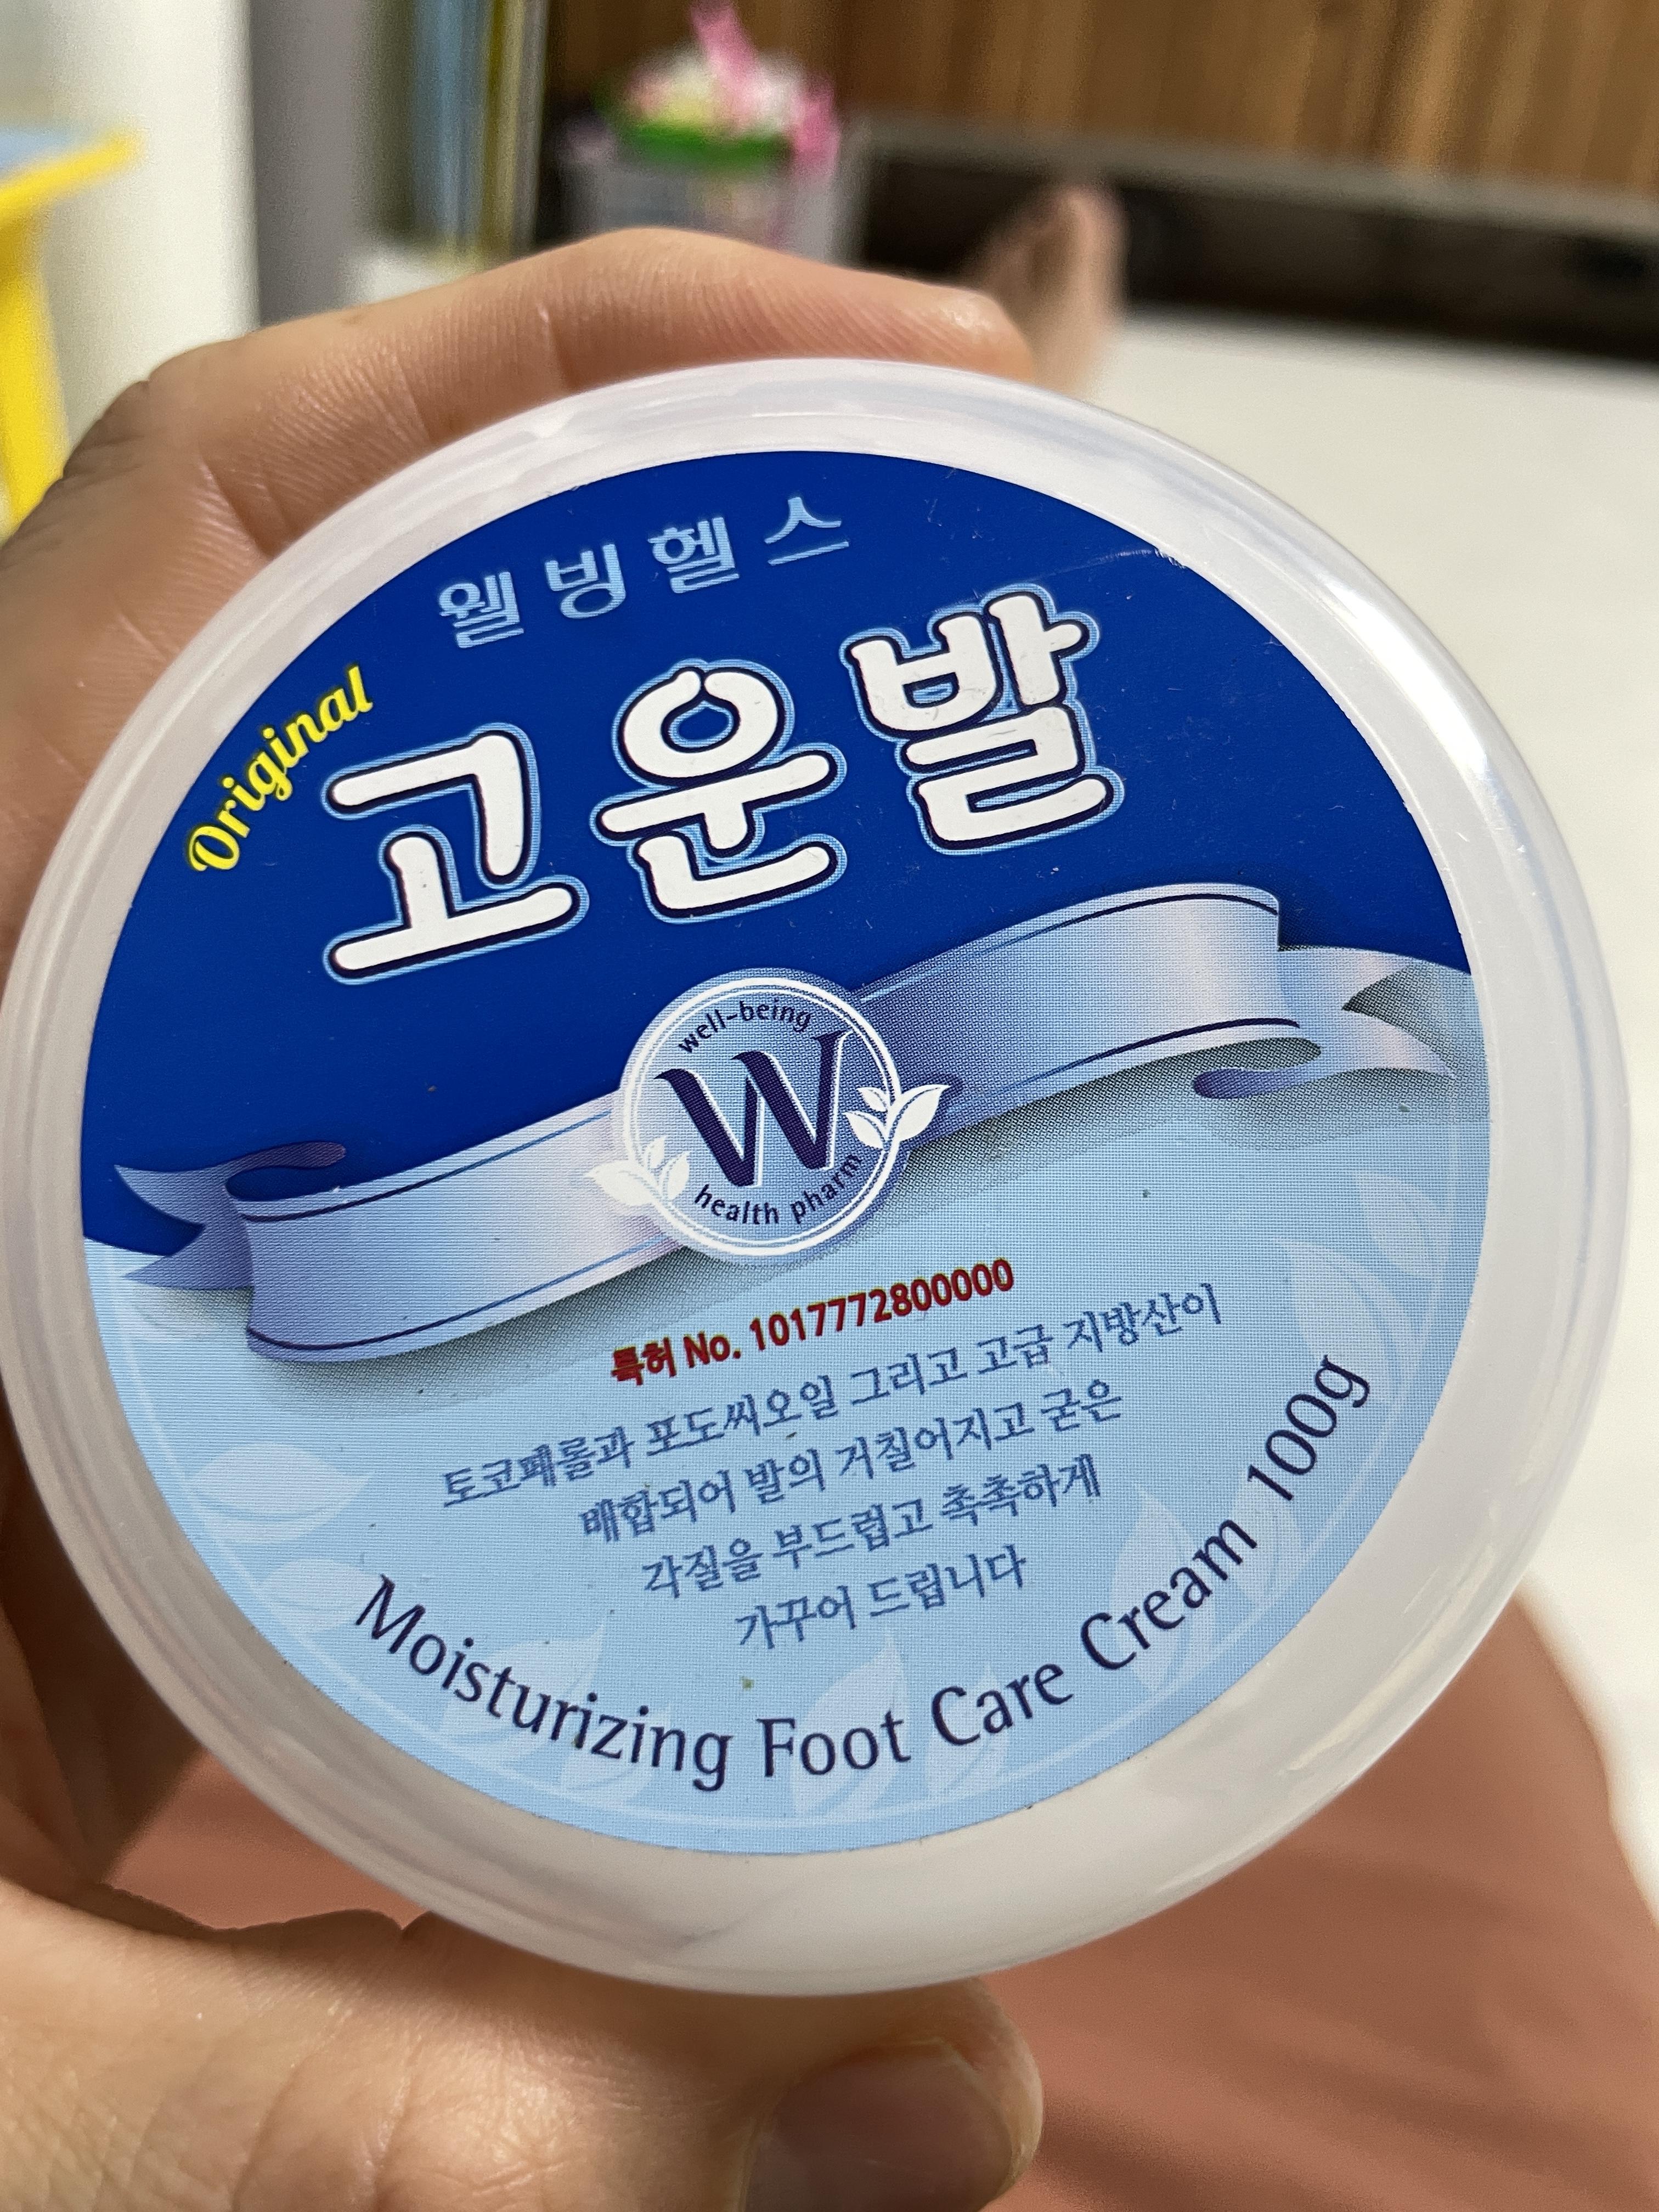 웰빙헬스
Original
고운발
well-being
W
health pharm
특허 No. 1017772800000
토코페롤과 포도씨오일 그리고 고급 지방산이
배합되어 발의 거칠어지고 굳은
각질을 부드럽고 촉촉하게
가꾸어 드립니다
Moisturizing Foot Care Cream 100g